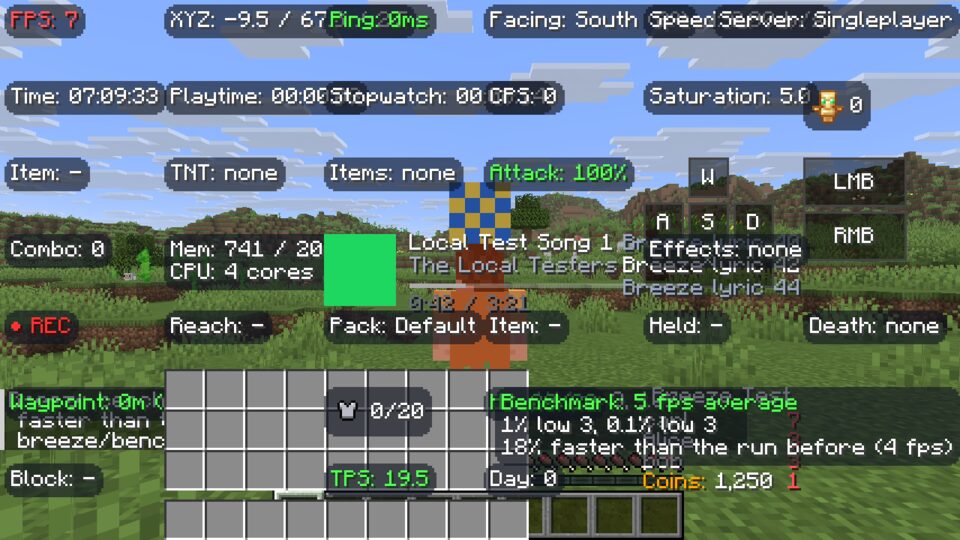 FPS: 7
XYZ: -9.5 / 67
Ping: 0ms
Facing: South
Speed
Server: Singleplayer
Time: 07:09:33
Playtime: 00:00
Stopwatch: 00
CPS: 0
Saturation: 5.0
0
Item: -
TNT: none
Items: none
Attack: 100%
W
LMB
A S D
RMB
Combo: 0
Mem: 741 / 20
CPU: 4 cores
Local Test Song 1
The Local Testers
0:42 / 3:21
Effects: none
Breeze lyric 42
Breeze lyric 44
• REC
Reach: -
Pack: Default
Item: -
Held: -
Death: none
Waypoint: 0m
faster than
breeze/benc
0/20
Breeze Test
Benchmark: 5 fps average
1% low 3, 0.1% low 3
18% faster than the run before (4 fps)
Block: -
TPS: 19.5
Day: 0
Coins: 1,250
1